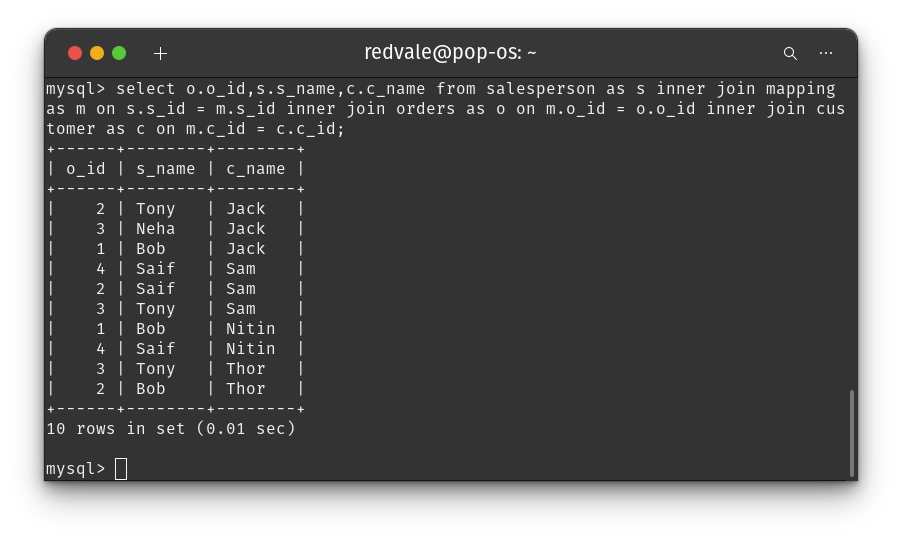 redvale@pop-os: ~
mysql> select o.o_id,s.s_name,c.c_name from salesperson as s inner join mapping
as m on s.s_id = m.s_id inner join orders as o on m.o_id = o.o_id inner join cus
tomer as c on m.c_id = c.c_id;
+------+--------+--------+
| o_id | s_name | c_name |
+------+--------+--------+
|    2 | Tony   | Jack   |
|    3 | Neha   | Jack   |
|    1 | Bob    | Jack   |
|    4 | Saif   | Sam    |
|    2 | Saif   | Sam    |
|    3 | Tony   | Sam    |
|    1 | Bob    | Nitin  |
|    4 | Saif   | Nitin  |
|    3 | Tony   | Thor   |
|    2 | Bob    | Thor   |
+------+--------+--------+
10 rows in set (0.01 sec)
mysql>